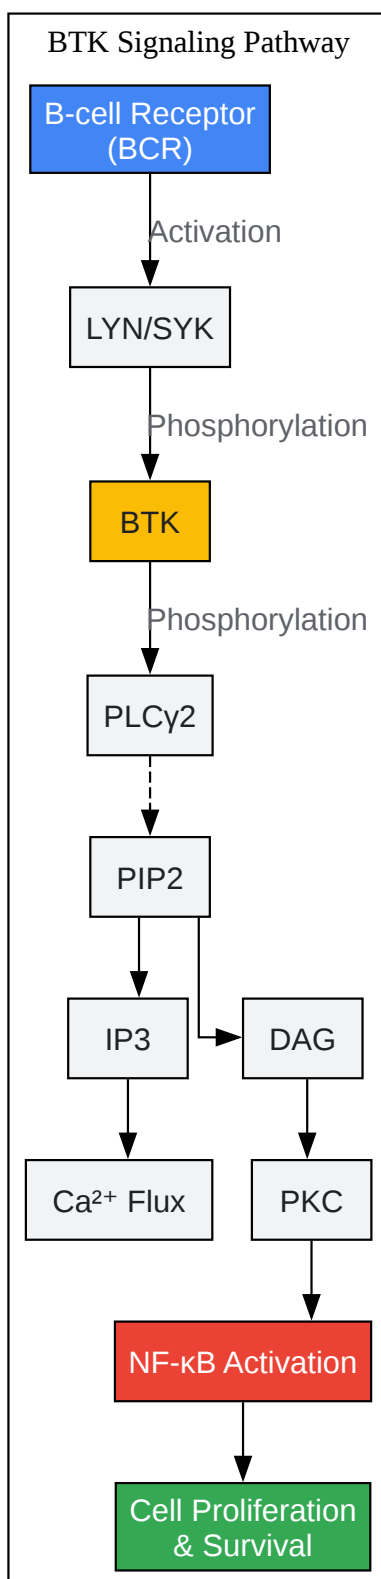 BTK Signaling Pathway
B-cell Receptor
(BCR)
Activation
LYN/SYK
Phosphorylation
BTK
Phosphorylation
PLCγ2
PIP2
IP3
DAG
Ca²⁺ Flux
PKC
NF-κB Activation
Cell Proliferation
& Survival